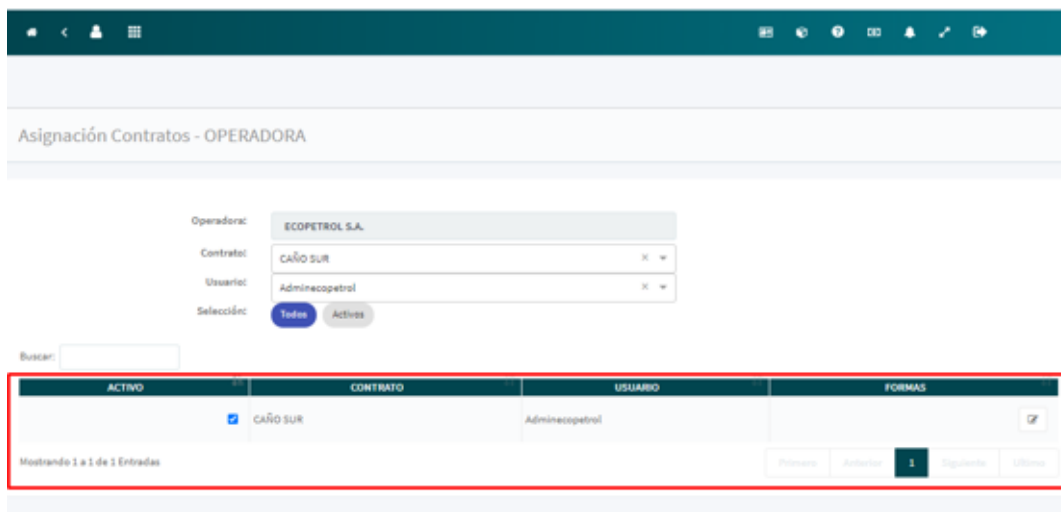 Asignación Contratos - OPERADORA
Operadora: ECOPETROL S.A.
Contrato: CAÑO SUR
Usuario: Adminecopetrol
Selección: Todos Activos
Buscar:
ACTIVO CONTRATO USUARIO FORMAS
CAÑO SUR Adminecopetrol
Mostrando 1 a 1 de 1 Entradas Primero Anterior 1 Siguiente Ultimo